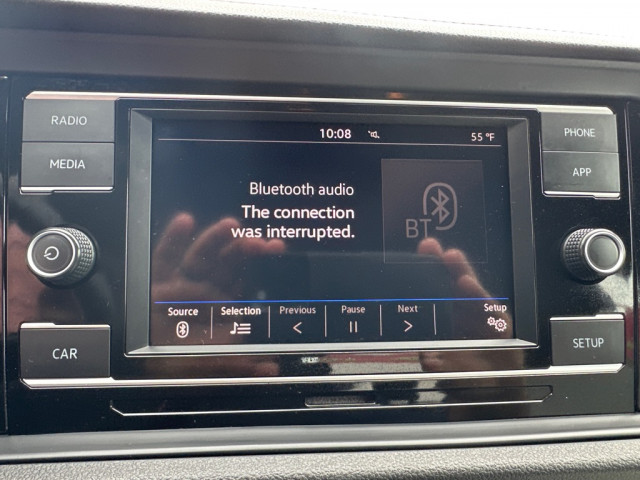 RADIO
MEDIA
CAR
10:08
55 °F
Bluetooth audio
The connection
was interrupted.
BT
Source
Selection
Previous
Pause
Next
Setup
PHONE
APP
SETUP